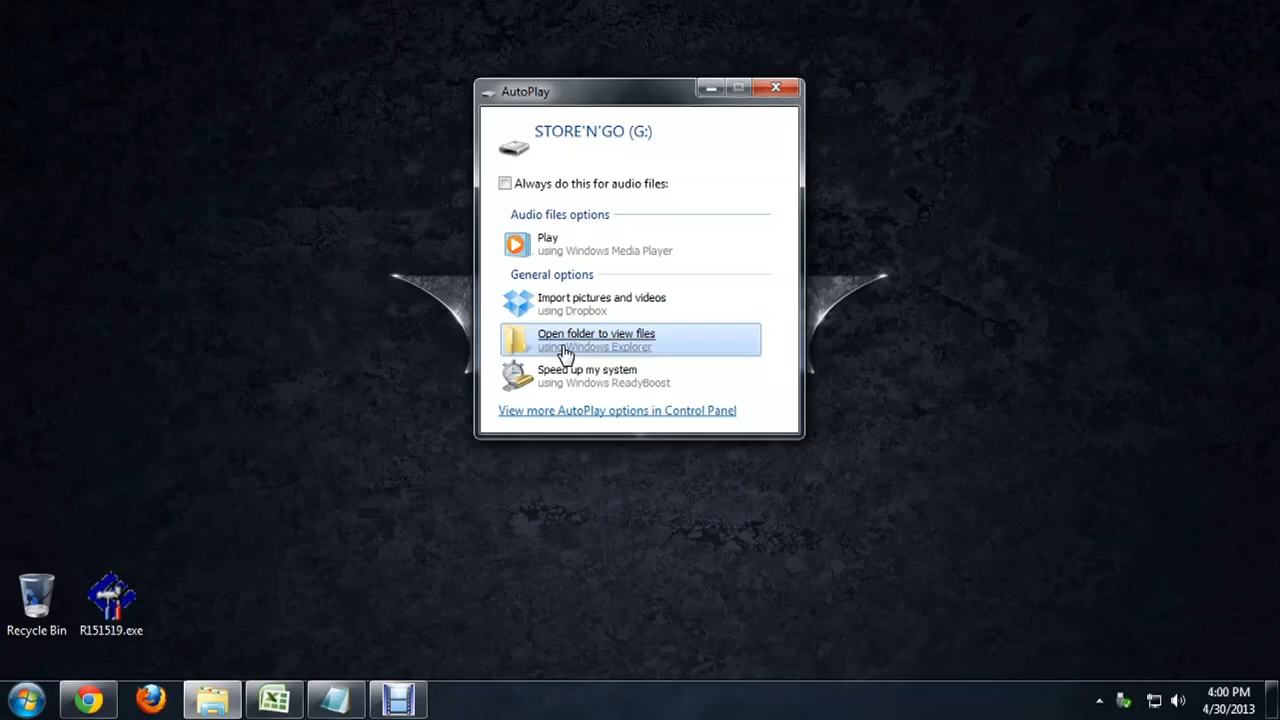 AutoPlay
STORE'N'GO (G:)
Always do this for audio files:
Audio files options
Play
using Windows Media Player
General options
Import pictures and videos
using Dropbox
Open folder to view files
using Windows Explorer
Speed up my system
using Windows ReadyBoost
View more AutoPlay options in Control Panel
Recycle Bin
R151519.exe
4:00 PM
4/30/2013